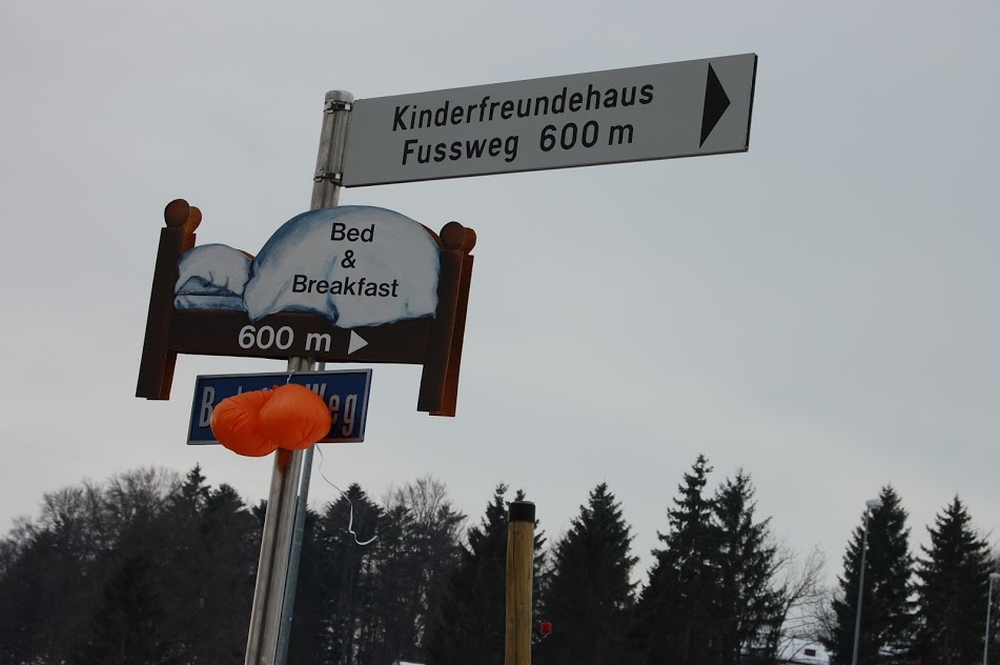 Kinderfreundehaus
Fussweg 600 m
Bed
&
Breakfast
600 m